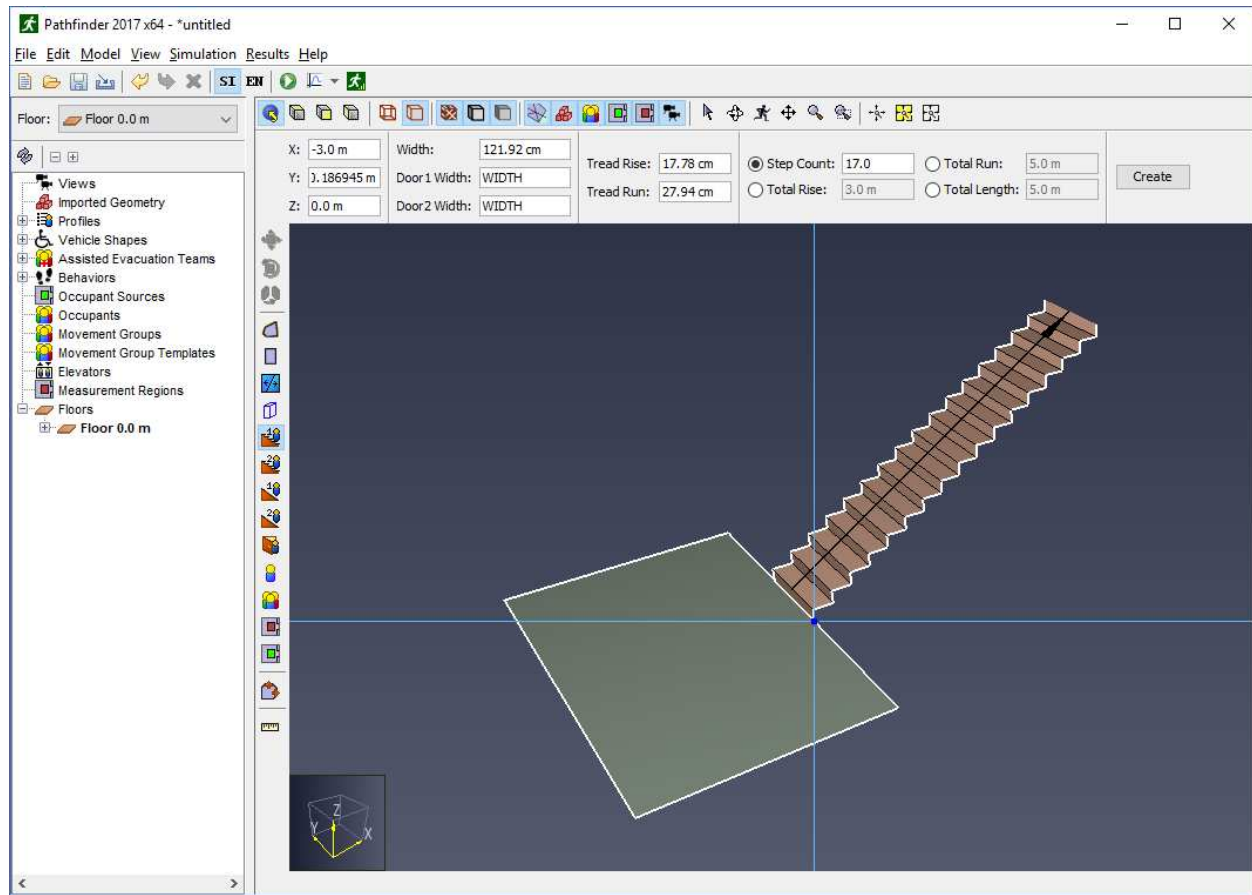 Pathfinder 2017 x64 - *untitled
File Edit Model View Simulation Results Help
SI EN
Floor: Floor 0.0 m
X: -3.0 m Width: 121.92 cm Tread Rise: 17.78 cm Step Count: 17.0 Total Run: 5.0 m Create
Y: 0.186945 m Door1 Width: WIDTH Tread Run: 27.94 cm Total Rise: 3.0 m Total Length: 5.0 m
Z: 0.0 m Door2 Width: WIDTH
Views
Imported Geometry
Profiles
Vehicle Shapes
Assisted Evacuation Teams
Behaviors
Occupant Sources
Occupants
Movement Groups
Movement Group Templates
Elevators
Measurement Regions
Floors
Floor 0.0 m
Z
Y X